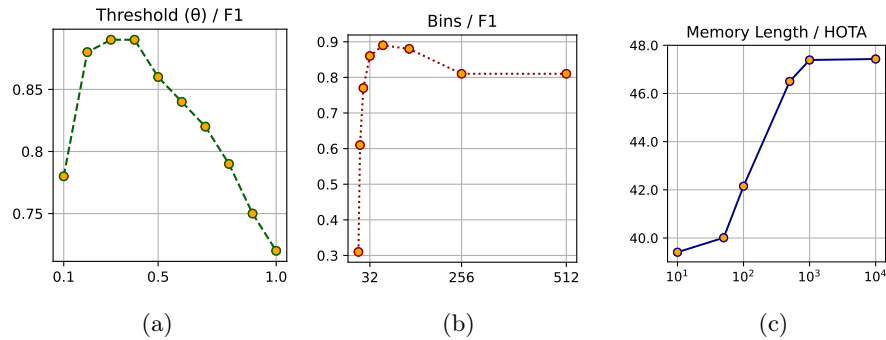 Threshold (θ) / F1
0.85
0.8
0.75
0.1 0.5 1.0
(a)
Bins / F1
0.9
0.8
0.7
0.6
0.5
0.4
0.3
32 256 512
(b)
Memory Length / HOTA
48.0
46.0
44.0
42.0
40.0
10¹ 10² 10³ 10⁴
(c)